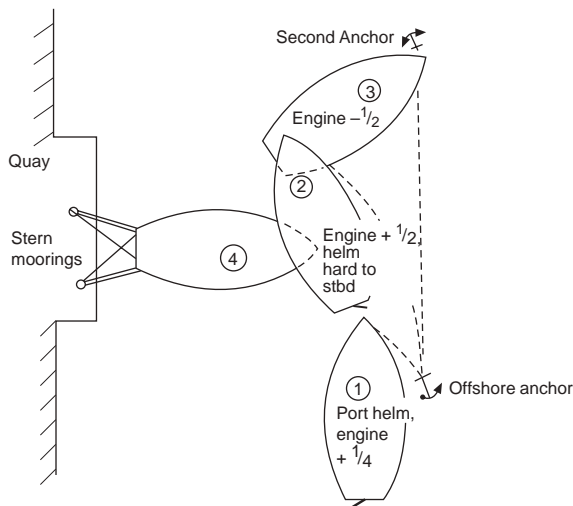 Second Anchor
③
Engine –1/2
Quay
②
Stern
moorings
④
Engine + 1/2,
helm
hard to
stbd
①
Port helm,
engine
+ 1/4
Offshore anchor